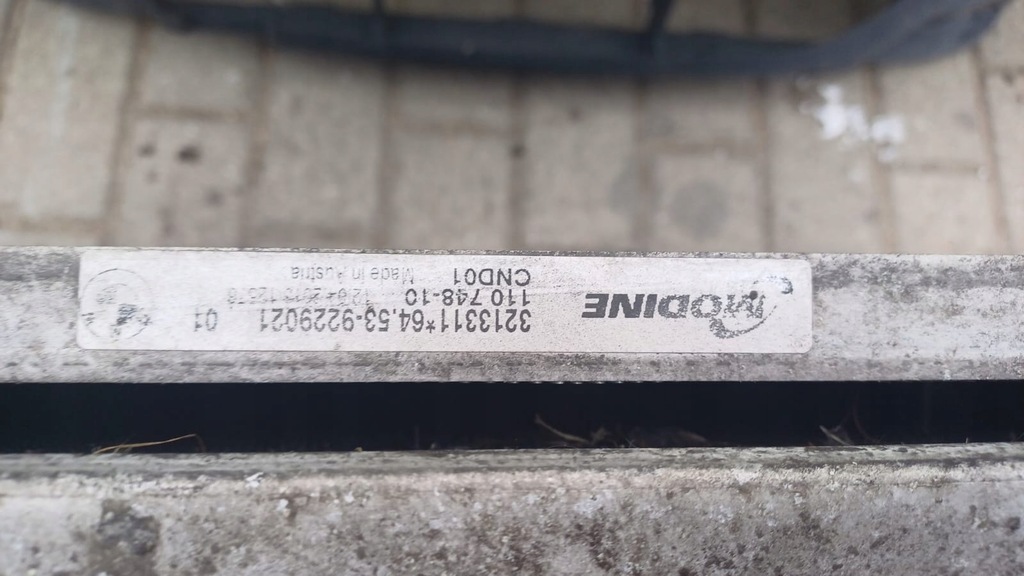 MODINE
3213311*64.53-9229021 01
110 748-10
CND01
Made in Austria